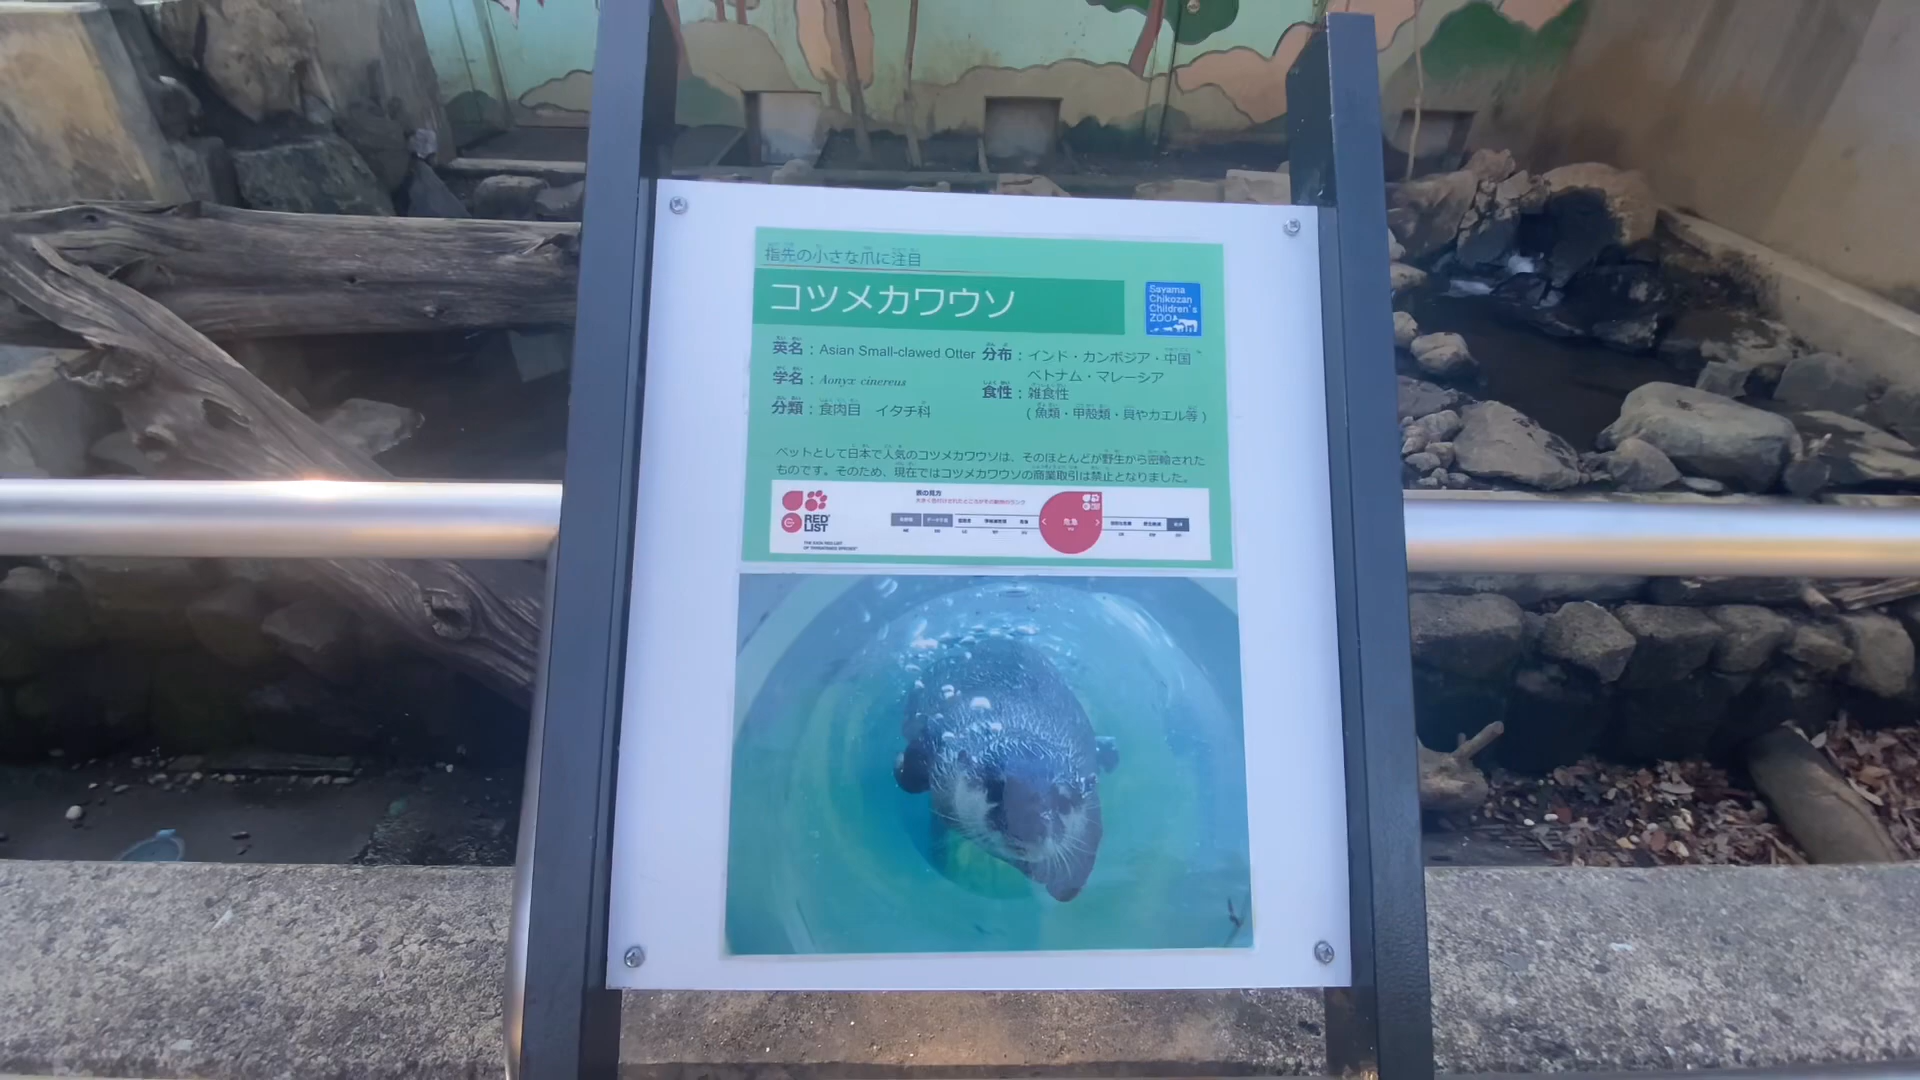 指先の小さな爪に注目
コツメカワウソ
Sayama
Chikozan
Children's
ZOO
英名：Asian Small-clawed Otter
学名：Aonyx cinereus
分類：食肉目　イタチ科
分布：インド・カンボジア・中国
ベトナム・マレーシア
食性：雑食性
(魚類・甲殻類・貝やカエル等)
ペットとして日本で人気のコツメカワウソは、そのほとんどが野生から密輸された
ものです。そのため、現在ではコツメカワウソの商業取引は禁止となりました。
RED
LIST
表の見方
危急